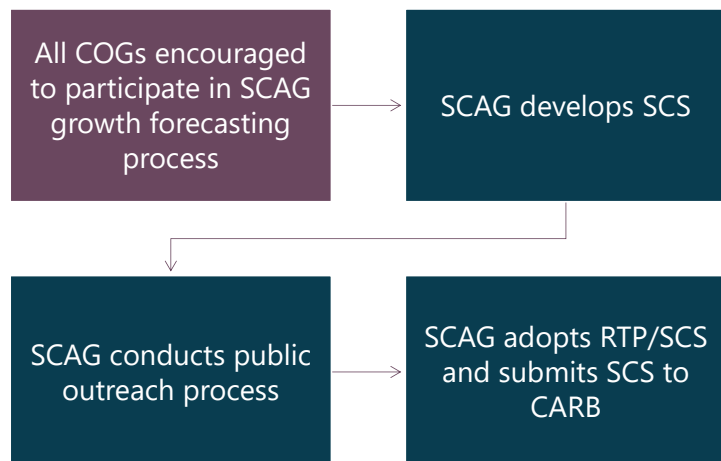 All COGs encouraged
to participate in SCAG
growth forecasting
process
SCAG develops SCS
SCAG conducts public
outreach process
SCAG adopts RTP/SCS
and submits SCS to
CARB